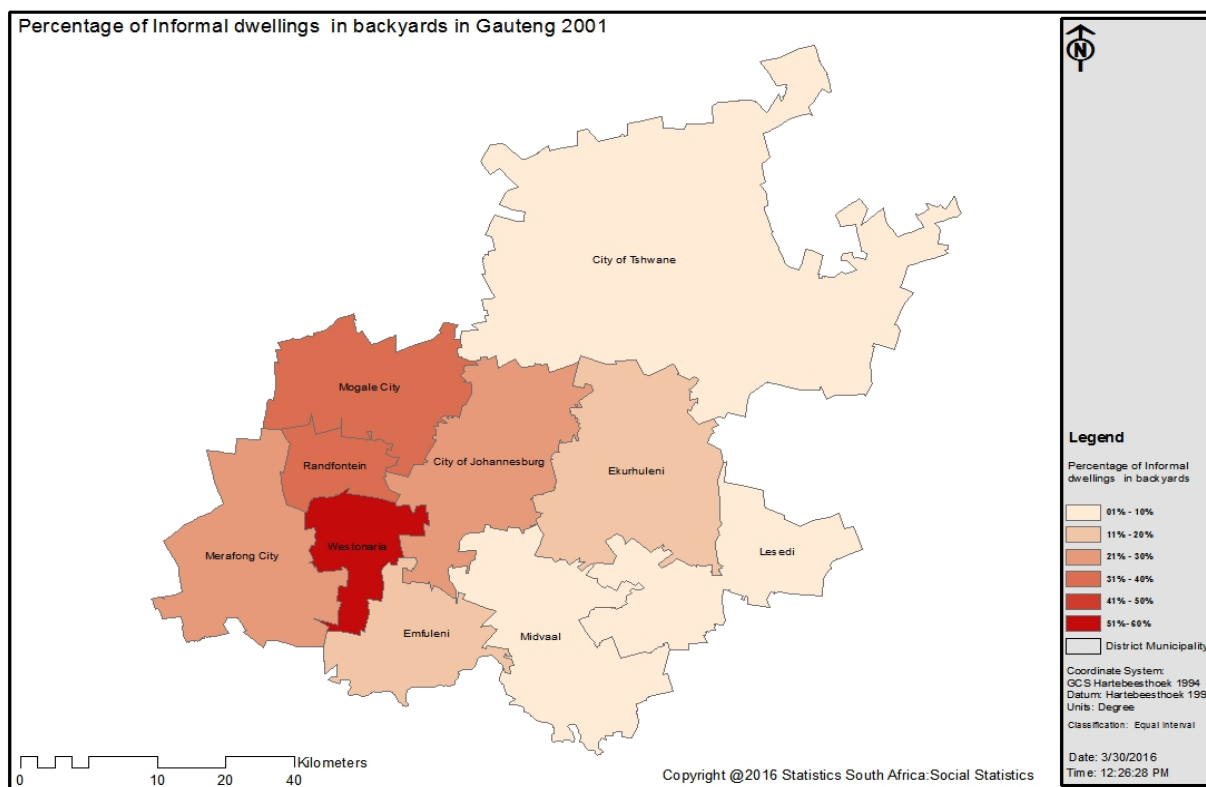 Percentage of Informal dwellings in backyards in Gauteng 2001
N
City of Tshwane
Mogale City
Randfontein
City of Johannesburg
Ekurhuleni
Merafong City
Westonaria
Lesedi
Emfuleni
Midvaal
Kilometers
0 10 20 40
Copyright @2016 Statistics South Africa:Social Statistics
Legend
Percentage of Informal
dwellings in backyards
01% - 10%
11% - 20%
21% - 30%
31% - 40%
41% - 50%
51%-60%
District Municipality
Coordinate System:
GCS Hartebeesthoek 1994
Datum: Hartebeesthoek 199
Units: Degree
Classification: Equal Interval
Date: 3/30/2016
Time: 12:26:28 PM